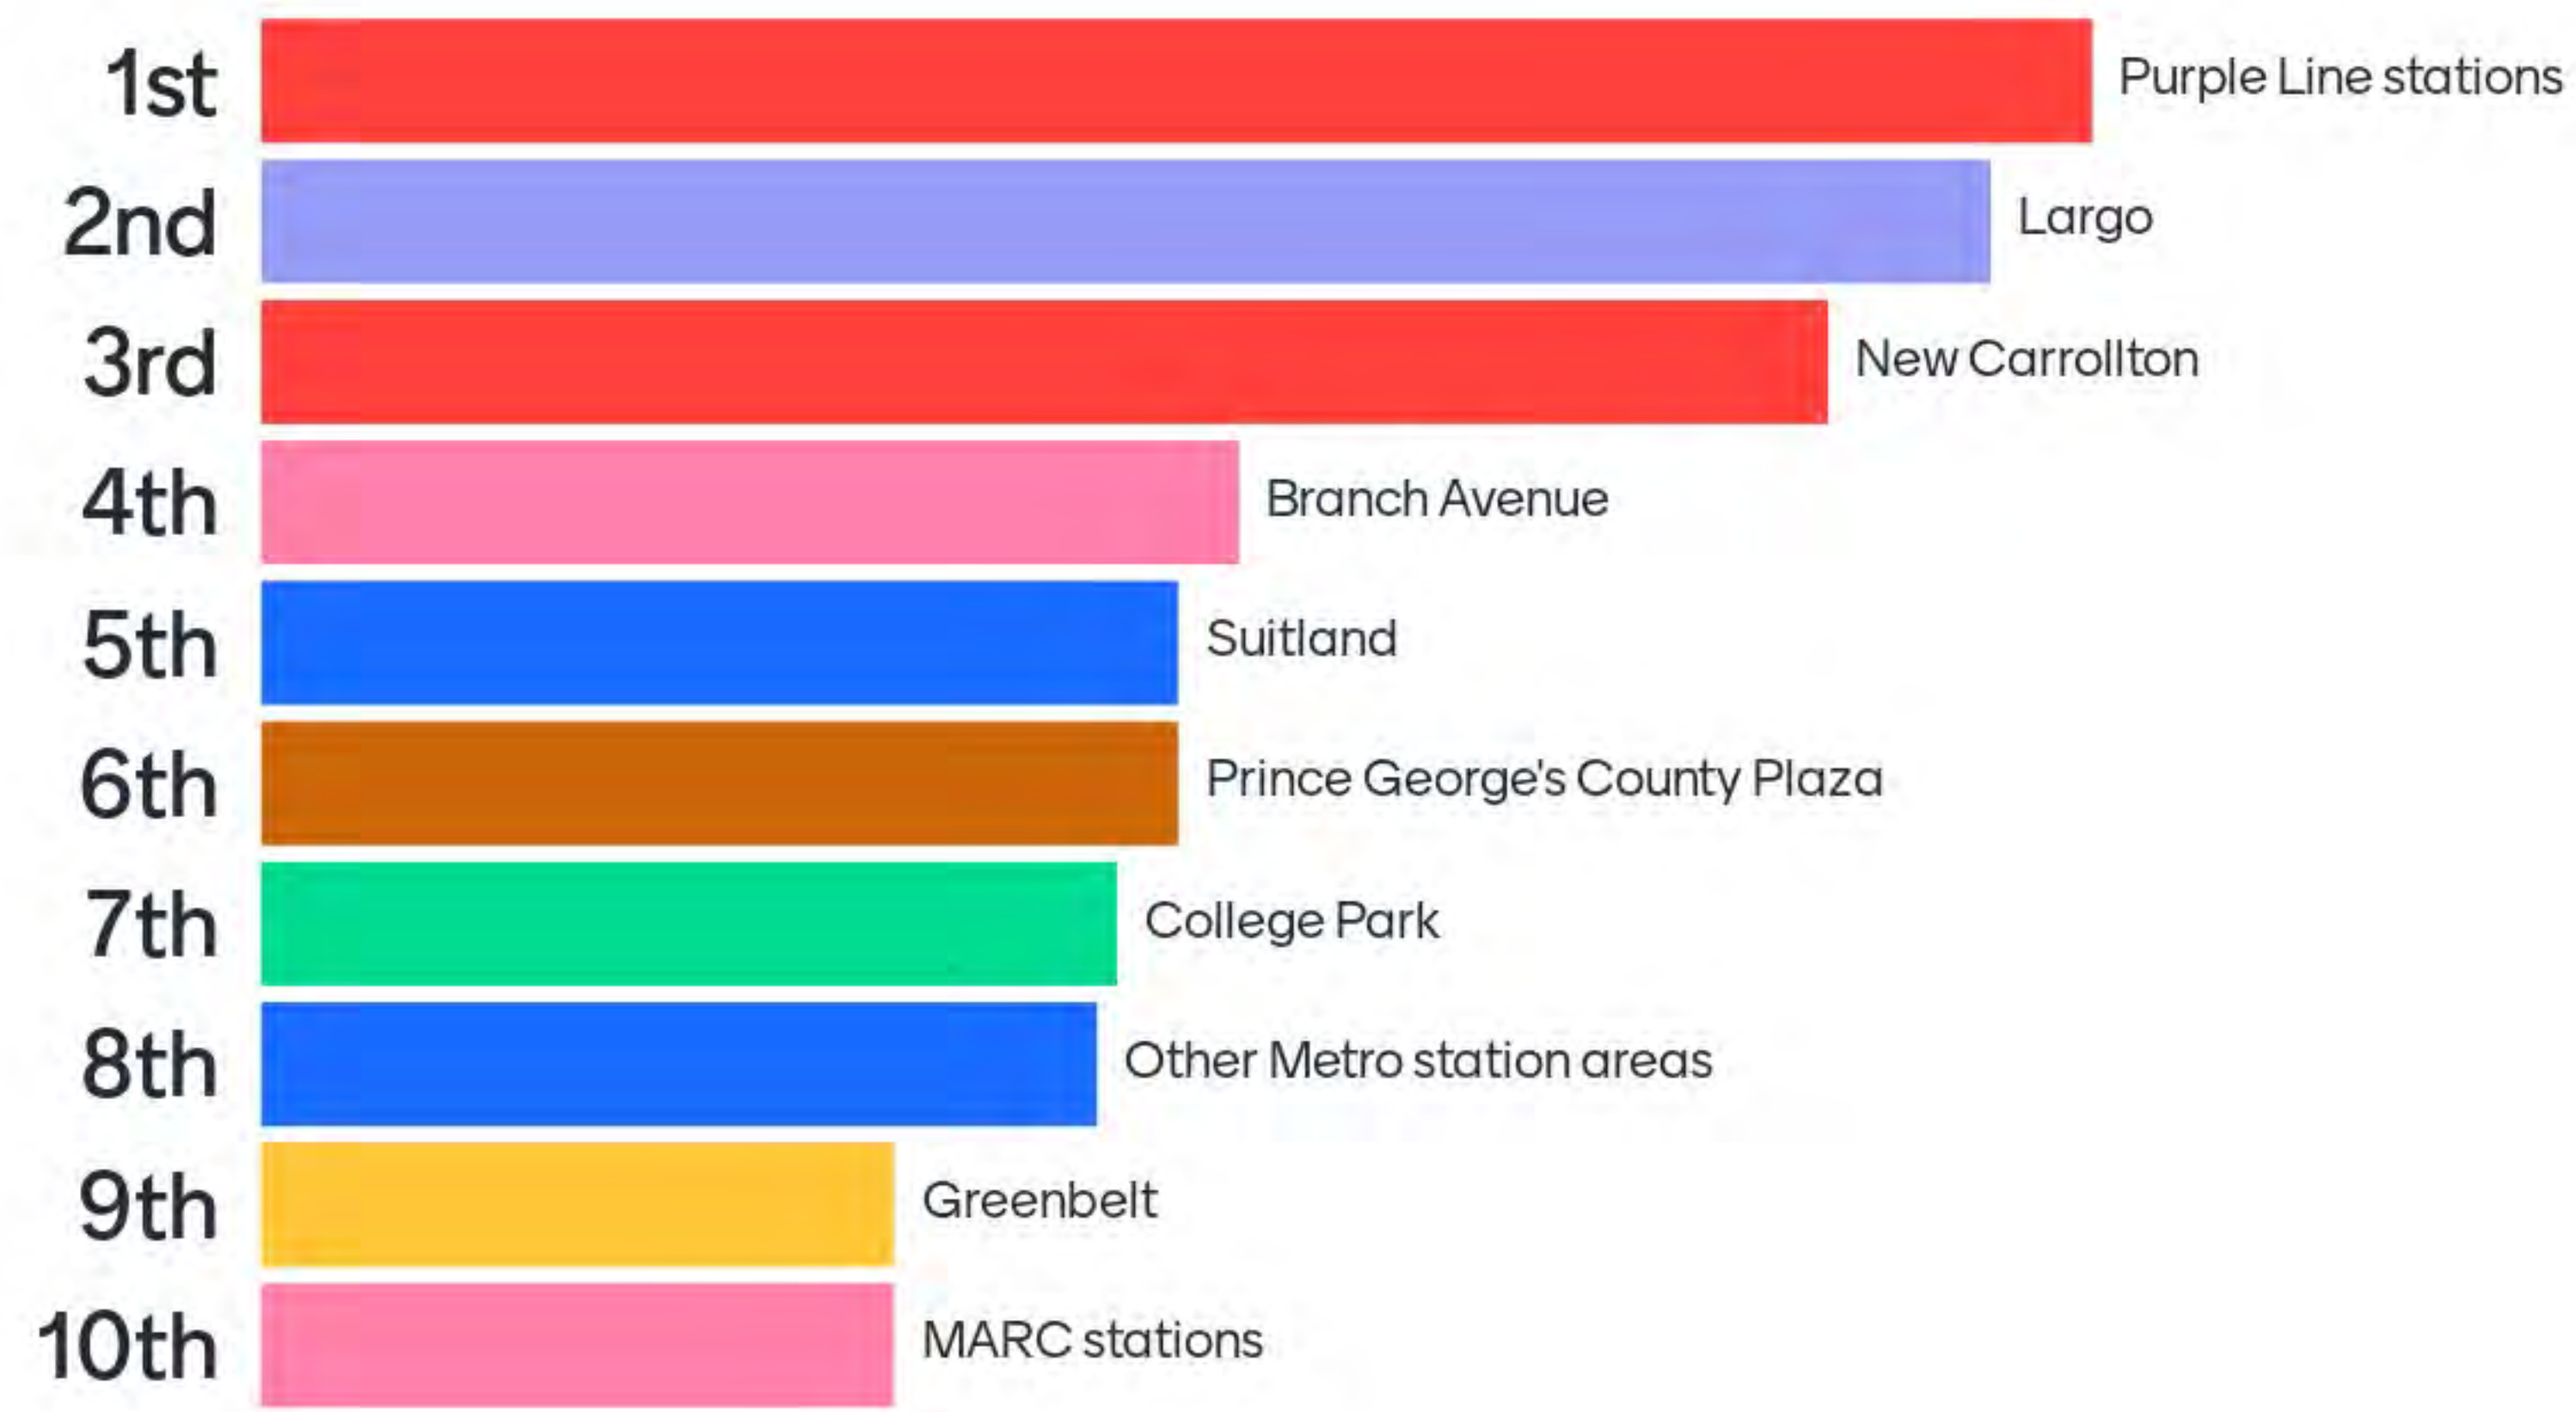 1st Purple Line stations
2nd Largo
3rd New Carrollton
4th Branch Avenue
5th Suitland
6th Prince George's County Plaza
7th College Park
8th Other Metro station areas
9th Greenbelt
10th MARC stations